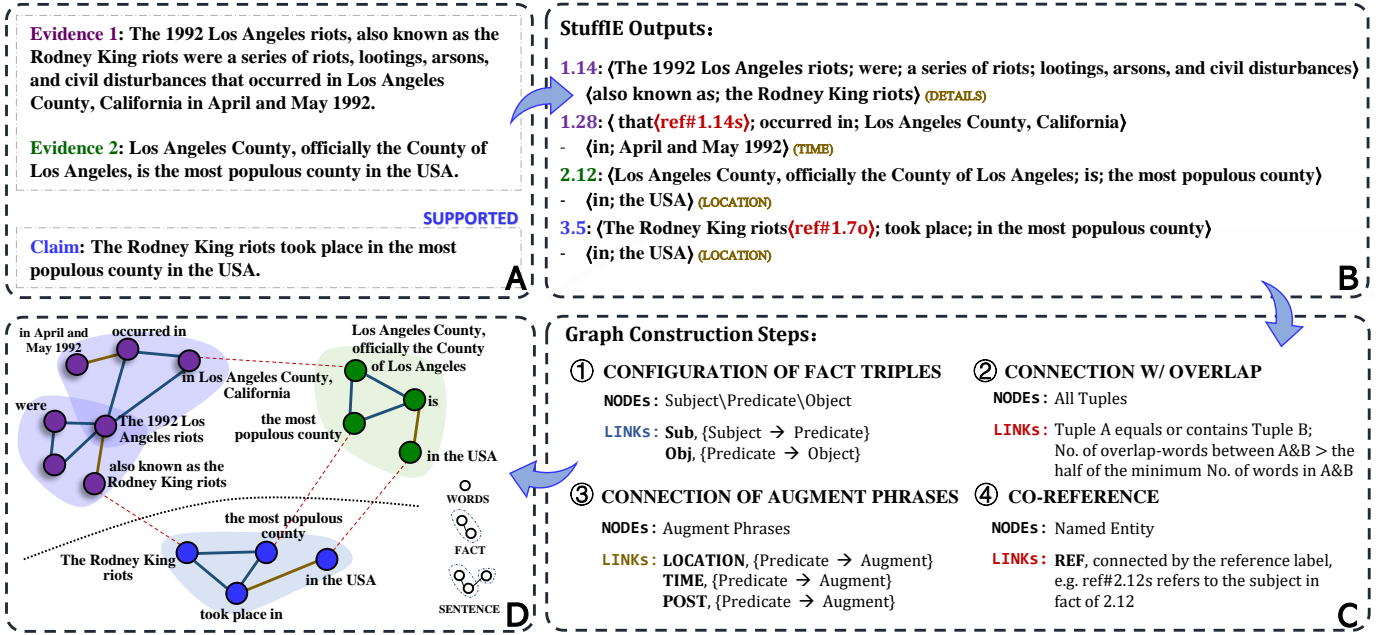 Evidence 1: The 1992 Los Angeles riots, also known as the
Rodney King riots were a series of riots, lootings, arsons,
and civil disturbances that occurred in Los Angeles
County, California in April and May 1992.
Evidence 2: Los Angeles County, officially the County of
Los Angeles, is the most populous county in the USA.
SUPPORTED
Claim: The Rodney King riots took place in the most
populous county in the USA.
A
StuffIE Outputs:
1.14: ⟨The 1992 Los Angeles riots; were; a series of riots; lootings, arsons, and civil disturbances⟩
⟨also known as; the Rodney King riots⟩ (DETAILS)
1.28: ⟨ that⟨ref#1.14s⟩; occurred in; Los Angeles County, California⟩
- ⟨in; April and May 1992⟩ (TIME)
2.12: ⟨Los Angeles County, officially the County of Los Angeles; is; the most populous county⟩
- ⟨in; the USA⟩ (LOCATION)
3.5: ⟨The Rodney King riots⟨ref#1.7o⟩; took place; in the most populous county⟩
- ⟨in; the USA⟩ (LOCATION)
B
Graph Construction Steps:
① CONFIGURATION OF FACT TRIPLES
NODES: Subject\Predicate\Object
LINKs: Sub, {Subject → Predicate}
Obj, {Predicate → Object}
② CONNECTION W/ OVERLAP
NODES: All Tuples
LINKs: Tuple A equals or contains Tuple B;
No. of overlap-words between A&B > the
half of the minimum No. of words in A&B
③ CONNECTION OF AUGMENT PHRASES
NODES: Augment Phrases
LINKs: LOCATION, {Predicate → Augment}
TIME, {Predicate → Augment}
POST, {Predicate → Augment}
④ CO-REFERENCE
NODES: Named Entity
LINKs: REF, connected by the reference label,
e.g. ref#2.12s refers to the subject in
fact of 2.12
C
in April and
May 1992
occurred in
in Los Angeles County,
California
were
The 1992 Los
Angeles riots
also known as the
Rodney King riots
Los Angeles County,
officially the County
of Los Angeles
is
the most
populous county
in the USA
WORDS
FACT
SENTENCE
the most populous
county
The Rodney King
riots
in the USA
took place in
D